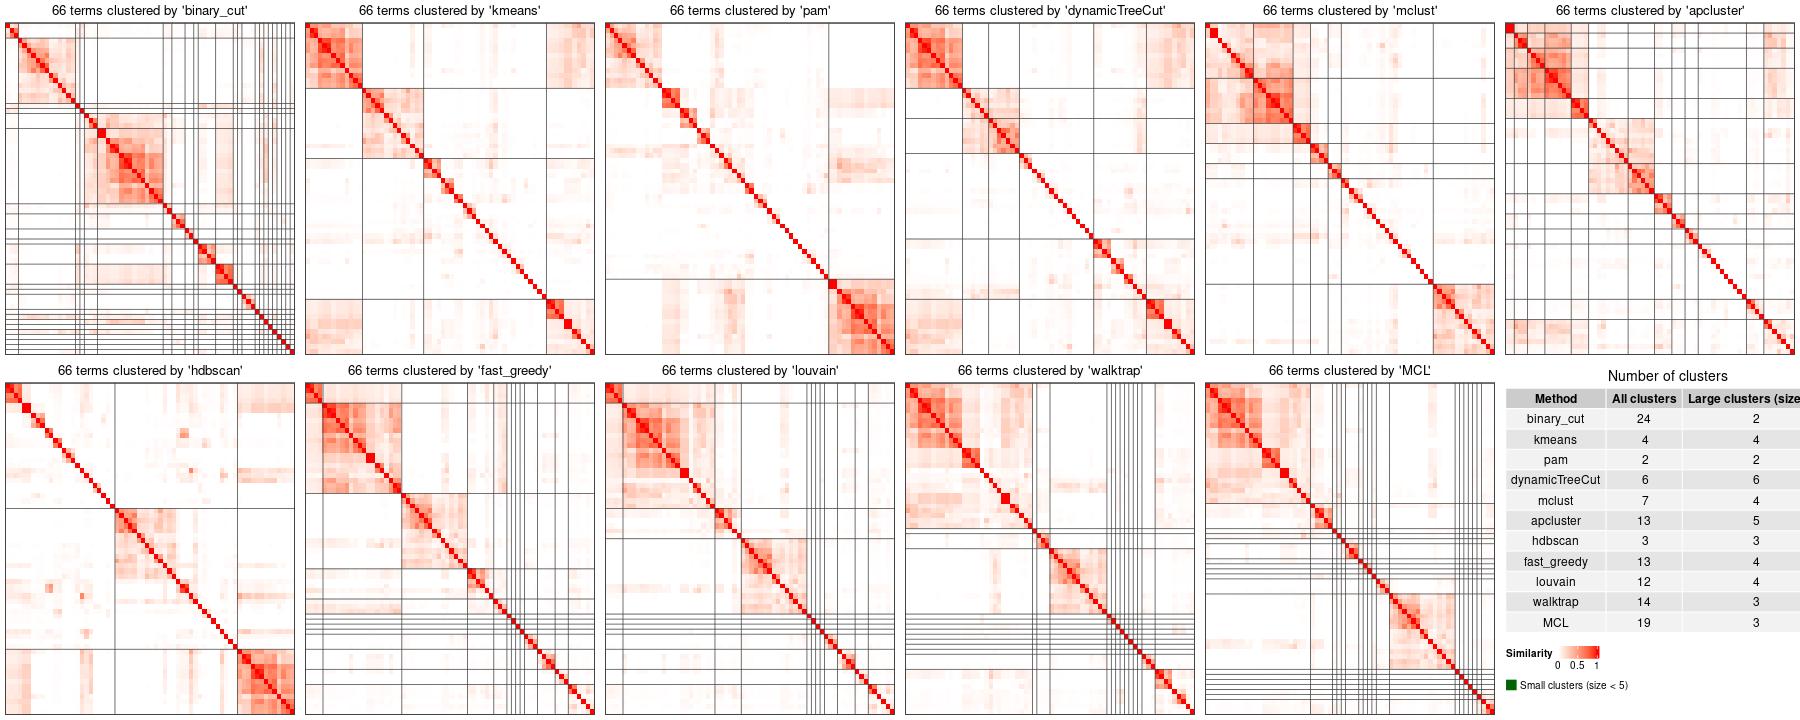 66 terms clustered by 'binary_cut'
66 terms clustered by 'kmeans'
66 terms clustered by 'pam'
66 terms clustered by 'dynamicTreeCut'
66 terms clustered by 'mclust'
66 terms clustered by 'apcluster'
66 terms clustered by 'hdbscan'
66 terms clustered by 'fast_greedy'
66 terms clustered by 'louvain'
66 terms clustered by 'walktrap'
66 terms clustered by 'MCL'
Number of clusters
Method All clusters Large clusters (size
binary_cut 24 2
kmeans 4 4
pam 2 2
dynamicTreeCut 6 6
mclust 7 4
apcluster 13 5
hdbscan 3 3
fast_greedy 13 4
louvain 12 4
walktrap 14 3
MCL 19 3
Similarity
0 0.5 1
Small clusters (size < 5)